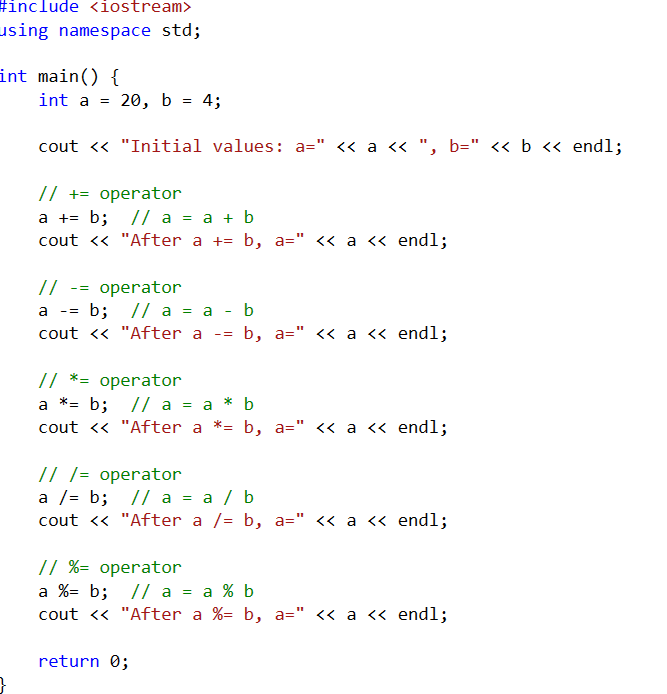 #include <iostream>
using namespace std;
int main() {
    int a = 20, b = 4;
    cout << "Initial values: a=" << a << ", b=" << b << endl;
    // += operator
    a += b;  // a = a + b
    cout << "After a += b, a=" << a << endl;
    // -= operator
    a -= b;  // a = a - b
    cout << "After a -= b, a=" << a << endl;
    // *= operator
    a *= b;  // a = a * b
    cout << "After a *= b, a=" << a << endl;
    // /= operator
    a /= b;  // a = a / b
    cout << "After a /= b, a=" << a << endl;
    // %= operator
    a %= b;  // a = a % b
    cout << "After a %= b, a=" << a << endl;
    return 0;
}